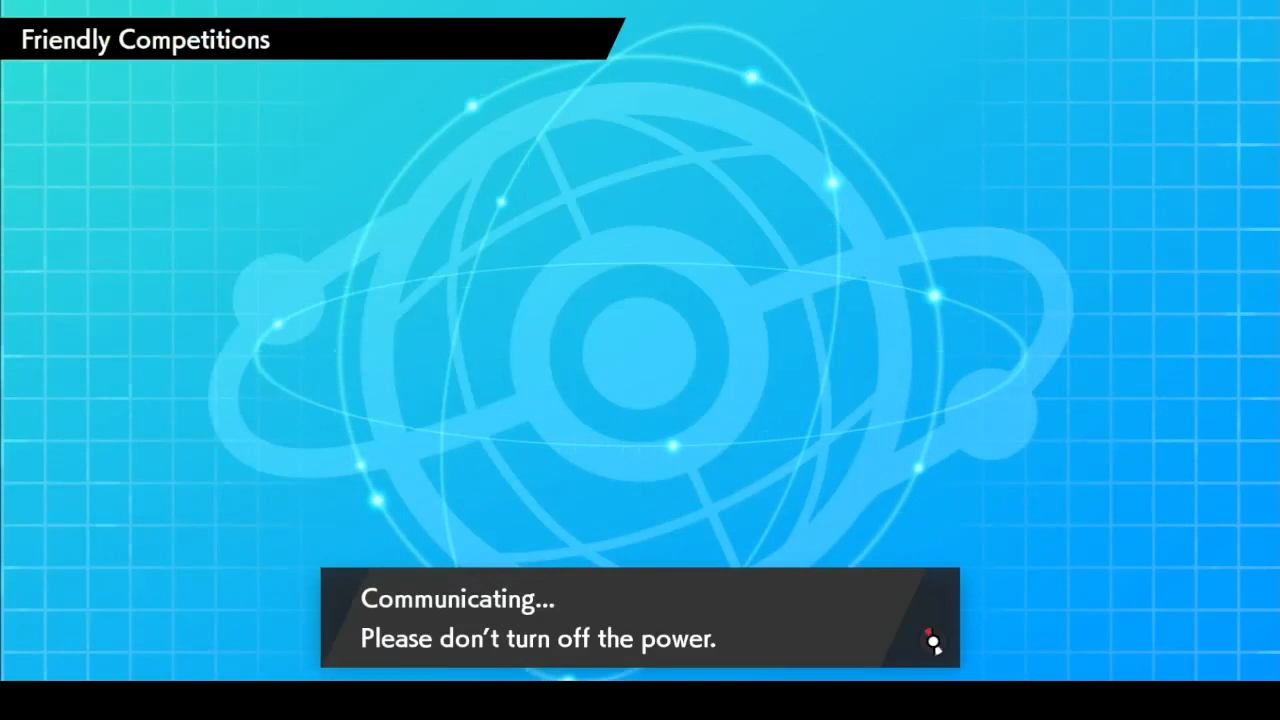 Friendly Competitions
Communicating...
Please don't turn off the power.